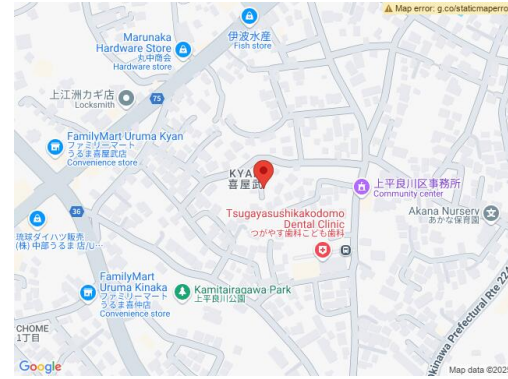 Map error: g.co/staticmaperro
伊波水産
Fish store
Marunaka
Hardware Store
丸中商会
Hardware store
上江洲カギ店
Locksmith
75
FamilyMart Uruma Kyan
ファミリーマート
うるま喜屋武店
Convenience store
KYAN
喜屋武
上平良川区事務所
Community center
Tsugayasushikakodomo
Dental Clinic
つがやす歯科こども歯科
Akana Nursery
あかな保育園
36
琉球ダイハツ販売
(株) 中部うるま店/U...
FamilyMart
Uruma Kinaka
ファミリーマート
うるま喜仲店
Convenience store
Kamitairagawa Park
上平良川公園
CHOME
1丁目
kinawa Prefectural Rte 224
Google
Map data ©2025